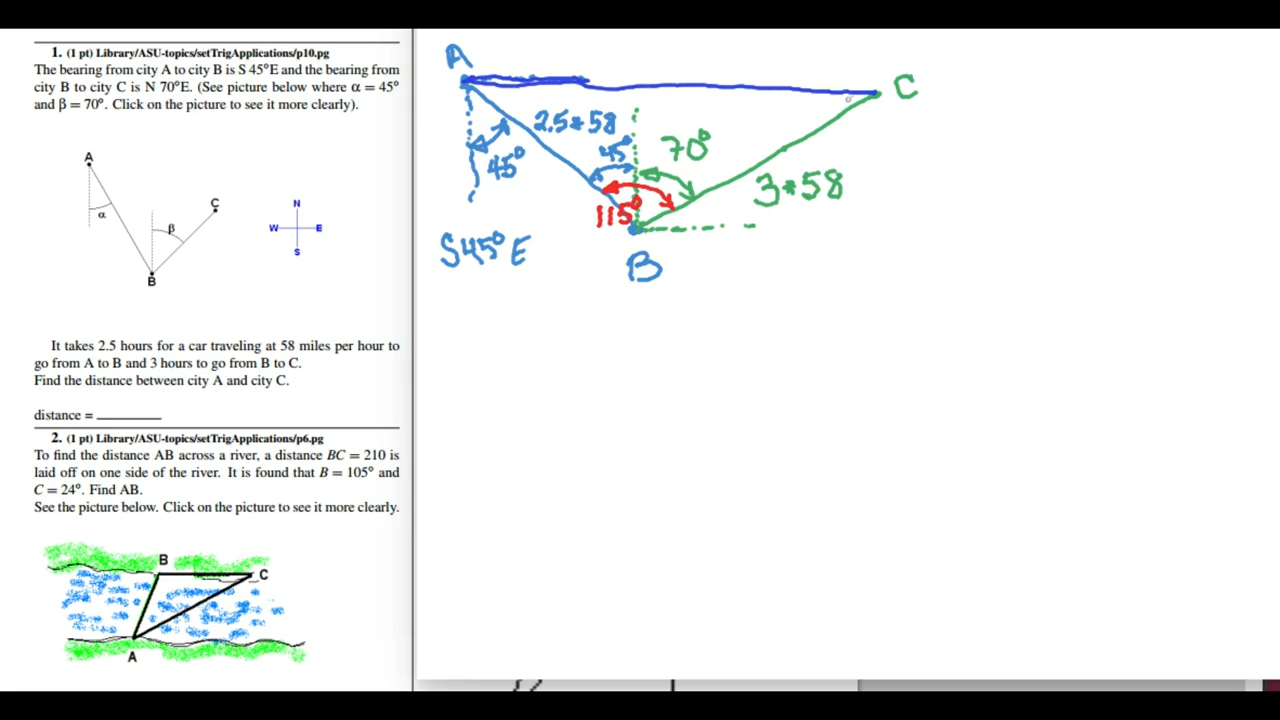 1. (1 pt) Library/ASU-topics/setTrigApplications/p10.pg
The bearing from city A to city B is S 45°E and the bearing from
city B to city C is N 70°E. (See picture below where α = 45°
and β = 70°. Click on the picture to see it more clearly).
A
α
B
β
C
N
W
E
S
It takes 2.5 hours for a car traveling at 58 miles per hour to
go from A to B and 3 hours to go from B to C.
Find the distance between city A and city C.
distance =
2. (1 pt) Library/ASU-topics/setTrigApplications/p6.pg
To find the distance AB across a river, a distance BC = 210 is
laid off on one side of the river. It is found that B = 105° and
C = 24°. Find AB.
See the picture below. Click on the picture to see it more clearly.
B
C
A
A
C
2.5*58
45°
45°
70°
3*58
115°
S45°E
B